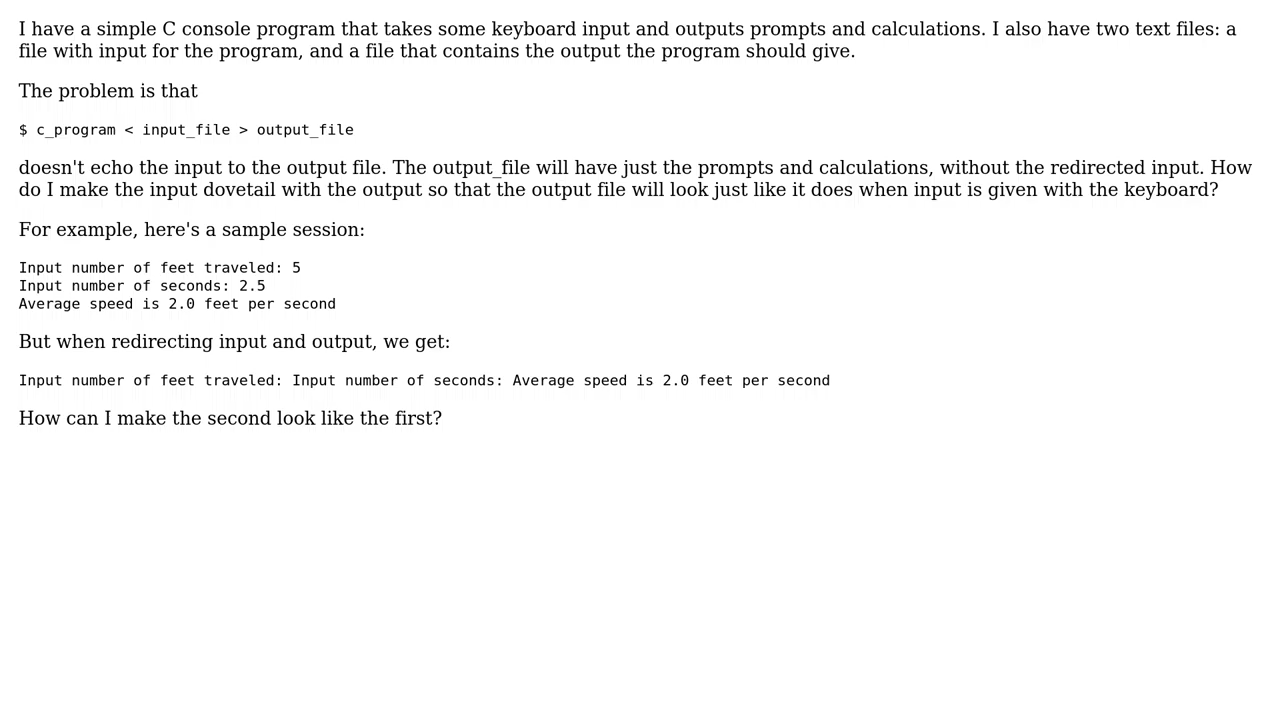 I have a simple C console program that takes some keyboard input and outputs prompts and calculations. I also have two text files: a
file with input for the program, and a file that contains the output the program should give.
The problem is that
$ c_program < input_file > output_file
doesn't echo the input to the output file. The output_file will have just the prompts and calculations, without the redirected input. How
do I make the input dovetail with the output so that the output file will look just like it does when input is given with the keyboard?
For example, here's a sample session:
Input number of feet traveled: 5
Input number of seconds: 2.5
Average speed is 2.0 feet per second
But when redirecting input and output, we get:
Input number of feet traveled: Input number of seconds: Average speed is 2.0 feet per second
How can I make the second look like the first?